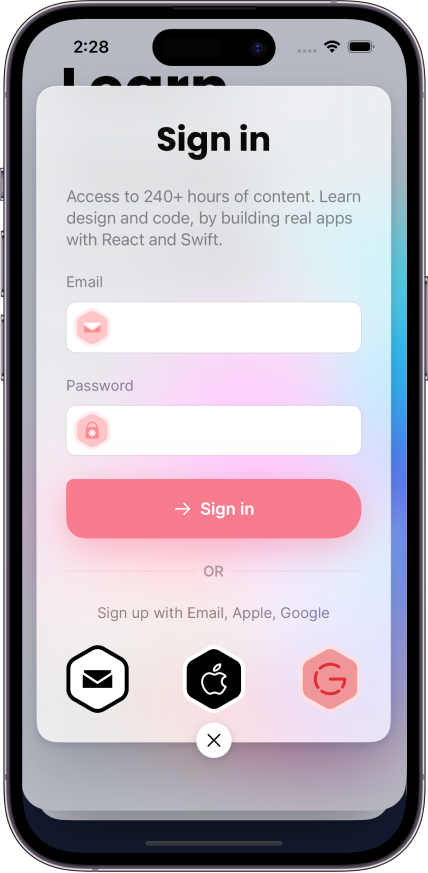 2:28
Learn
Sign in
Access to 240+ hours of content. Learn
design and code, by building real apps
with React and Swift.
Email
Password
Sign in
OR
Sign up with Email, Apple, Google